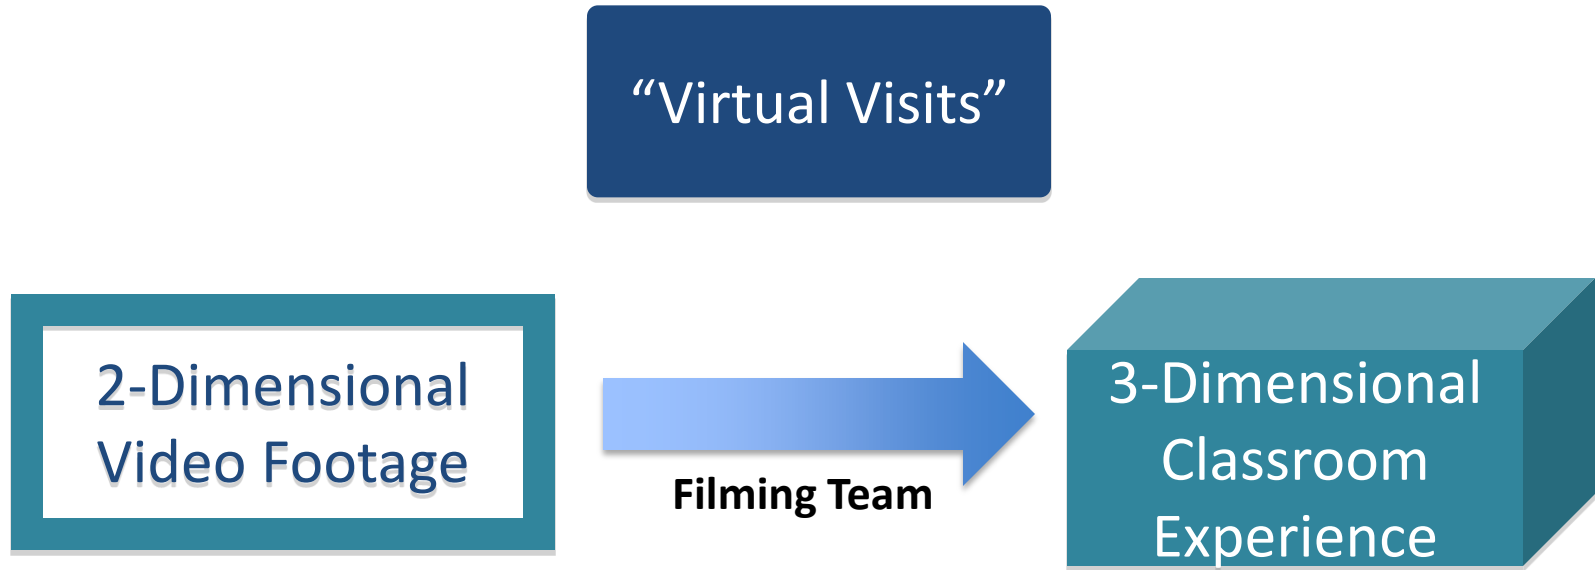 “Virtual Visits”
2-Dimensional
Video Footage
Filming Team
3-Dimensional
Classroom
Experience